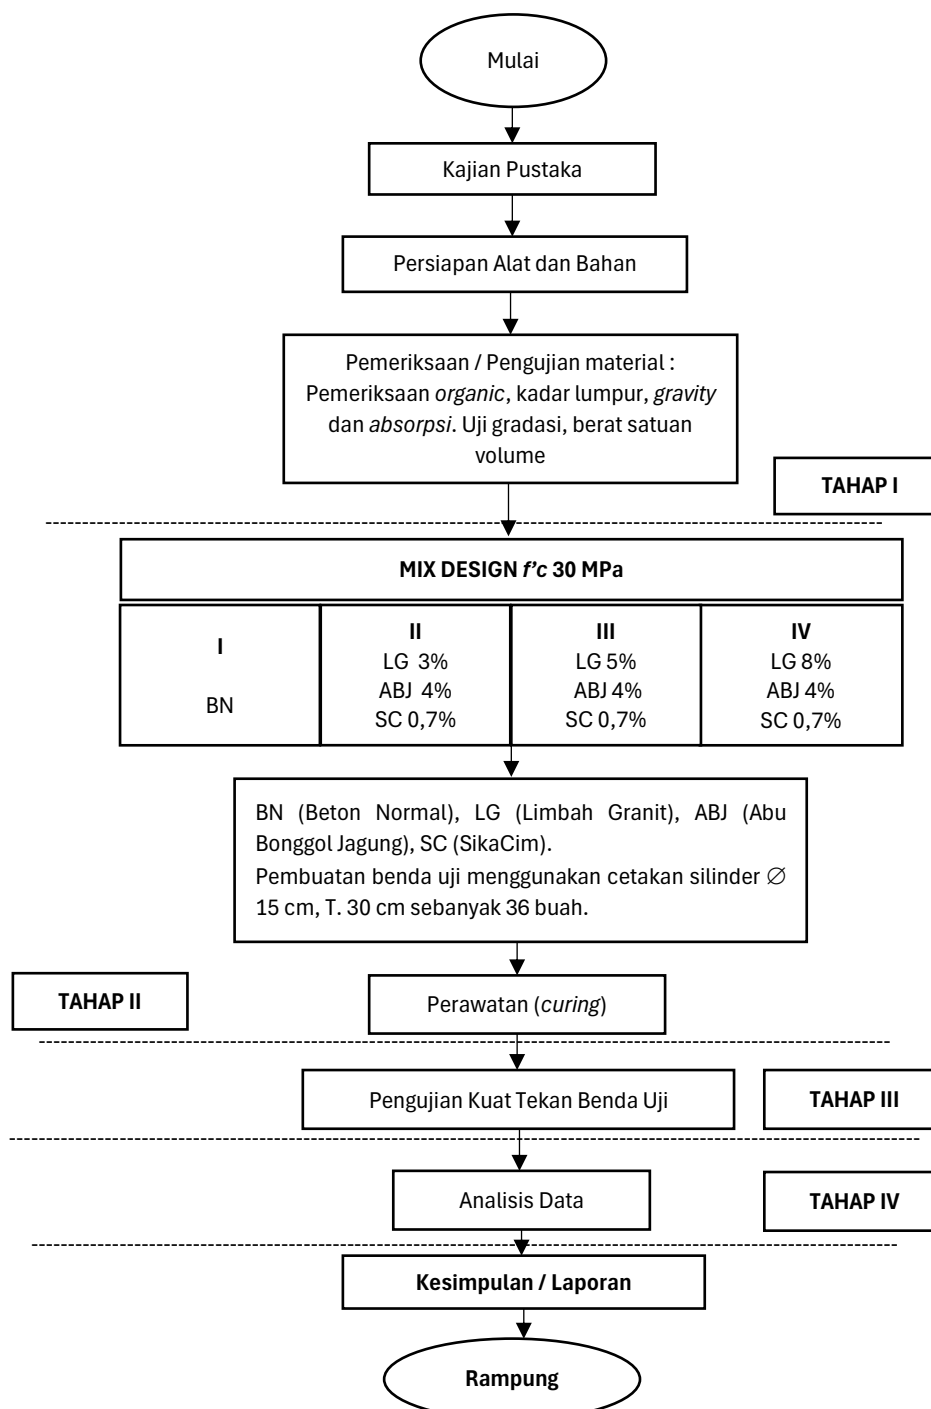 Mulai
Kajian Pustaka
Persiapan Alat dan Bahan
Pemeriksaan / Pengujian material :
Pemeriksaan organic, kadar lumpur, gravity
dan absorpsi. Uji gradasi, berat satuan
volume
TAHAP I
MIX DESIGN f’c 30 MPa
I
BN
II
LG 3%
ABJ 4%
SC 0,7%
III
LG 5%
ABJ 4%
SC 0,7%
IV
LG 8%
ABJ 4%
SC 0,7%
BN (Beton Normal), LG (Limbah Granit), ABJ (Abu
Bonggol Jagung), SC (SikaCim).
Pembuatan benda uji menggunakan cetakan silinder ∅
15 cm, T. 30 cm sebanyak 36 buah.
TAHAP II
Perawatan (curing)
Pengujian Kuat Tekan Benda Uji
TAHAP III
Analisis Data
TAHAP IV
Kesimpulan / Laporan
Rampung